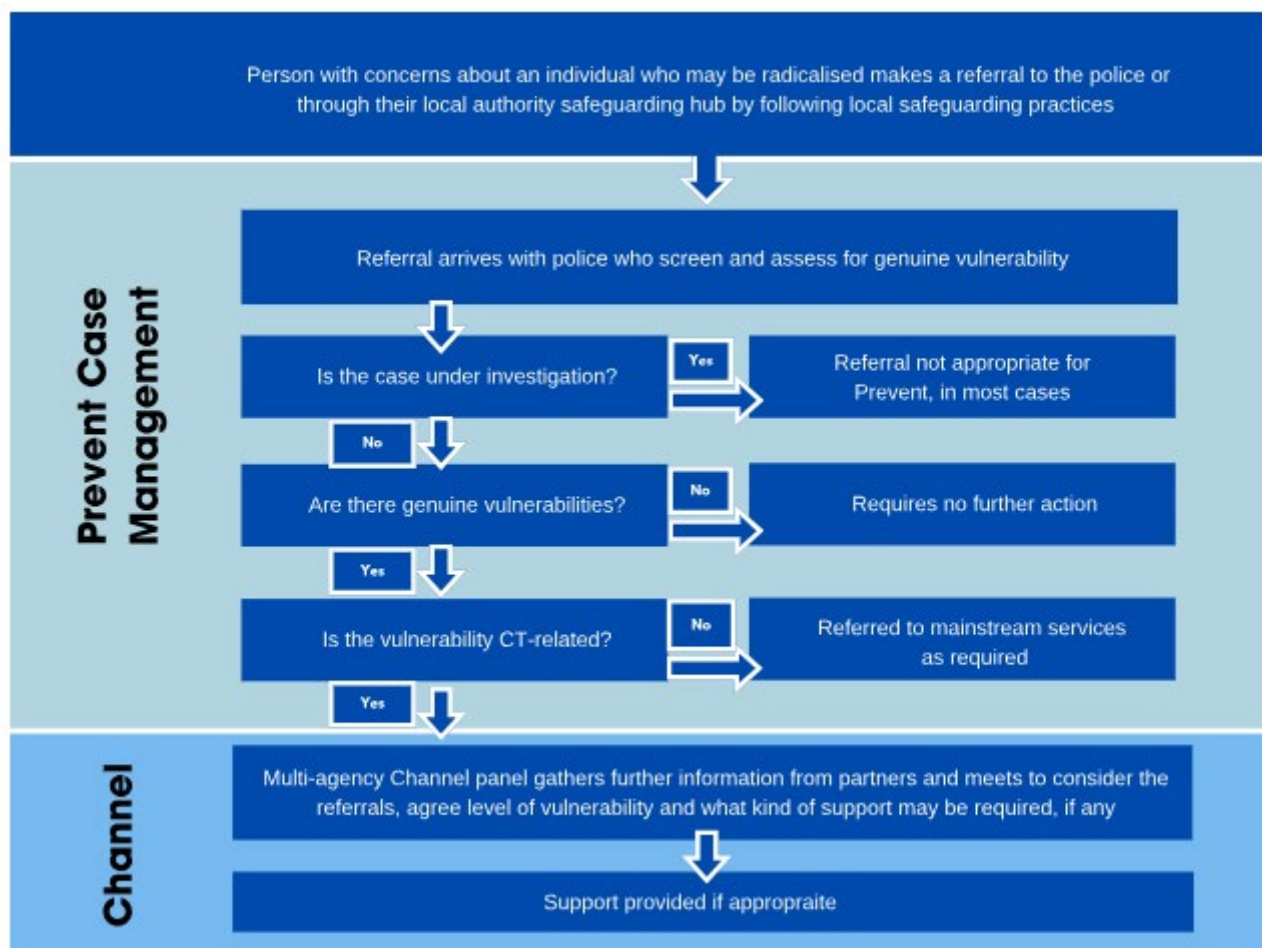 Person with concerns about an individual who may be radicalised makes a referral to the police or
through their local authority safeguarding hub by following local safeguarding practices
Prevent Case
Management
Referral arrives with police who screen and assess for genuine vulnerability
Is the case under investigation?
Yes
Referral not appropriate for
Prevent, in most cases
No
Are there genuine vulnerabilities?
No
Requires no further action
Yes
Is the vulnerability CT-related?
No
Referred to mainstream services
as required
Yes
Channel
Multi-agency Channel panel gathers further information from partners and meets to consider the
referrals, agree level of vulnerability and what kind of support may be required, if any
Support provided if appropraite